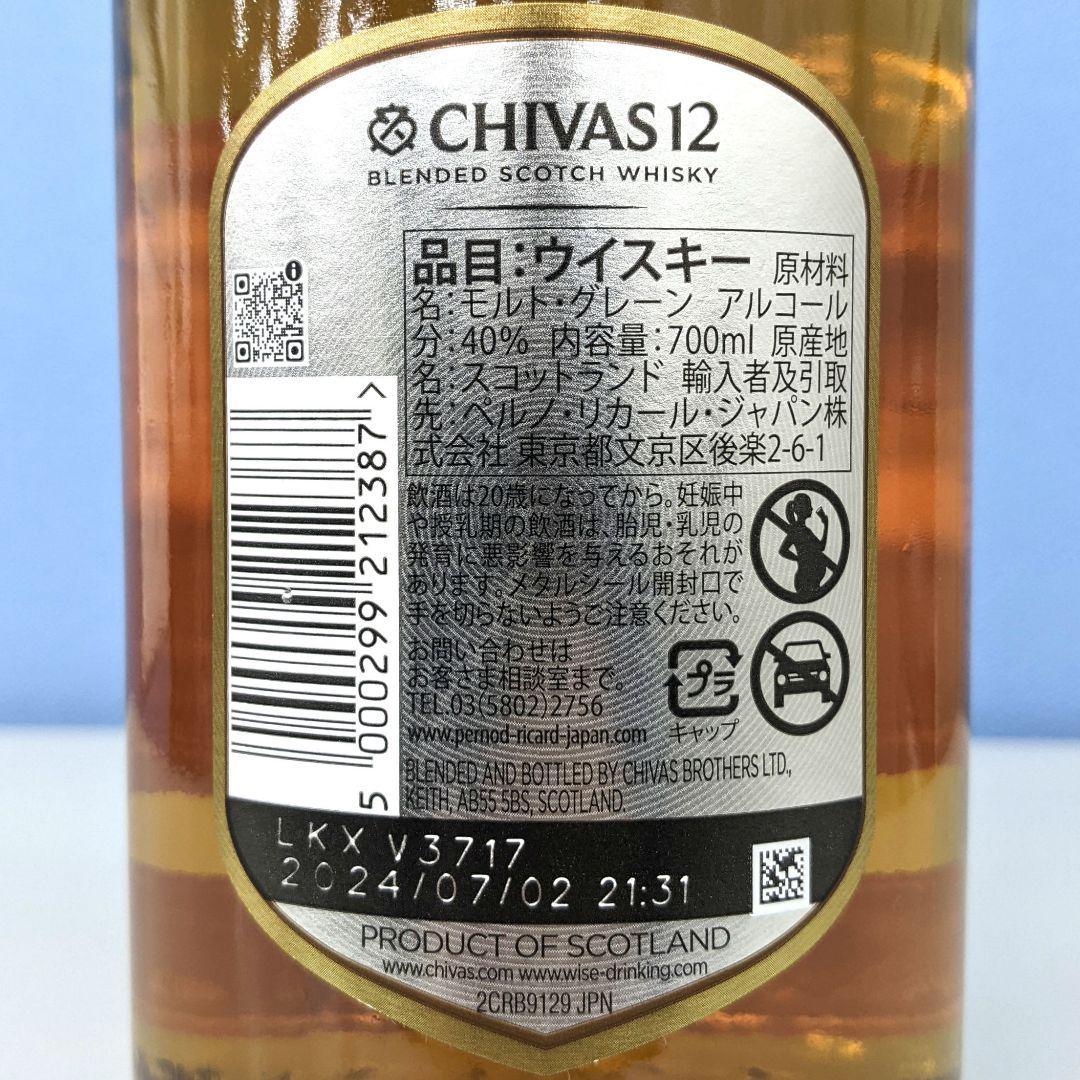 CHIVAS 12
BLENDED SCOTCH WHISKY
品目：ウイスキー 原材料
名：モルト・グレーン アルコール
分：40% 内容量：700ml 原産地
名：スコットランド 輸入者及引取
先：ペルノ・リカール・ジャパン株
式会社 東京都文京区後楽2-6-1
飲酒は20歳になってから。妊娠中
や授乳期の飲酒は、胎児・乳児の
発育に悪影響を与えるおそれが
あります。メタルシール開封口で
手を切らないようご注意ください。
お問い合わせは
お客さま相談室まで。
TEL.03(5802)2756
www.pernod-ricard-japan.com
プラ
キャップ
BLENDED AND BOTTLED BY CHIVAS BROTHERS LTD.,
KEITH, AB55 5BS, SCOTLAND.
5 000299 212387 >
LKX V3717
2024/07/02 21:31
PRODUCT OF SCOTLAND
www.chivas.com www.wise-drinking.com
2CRB9129 JPN